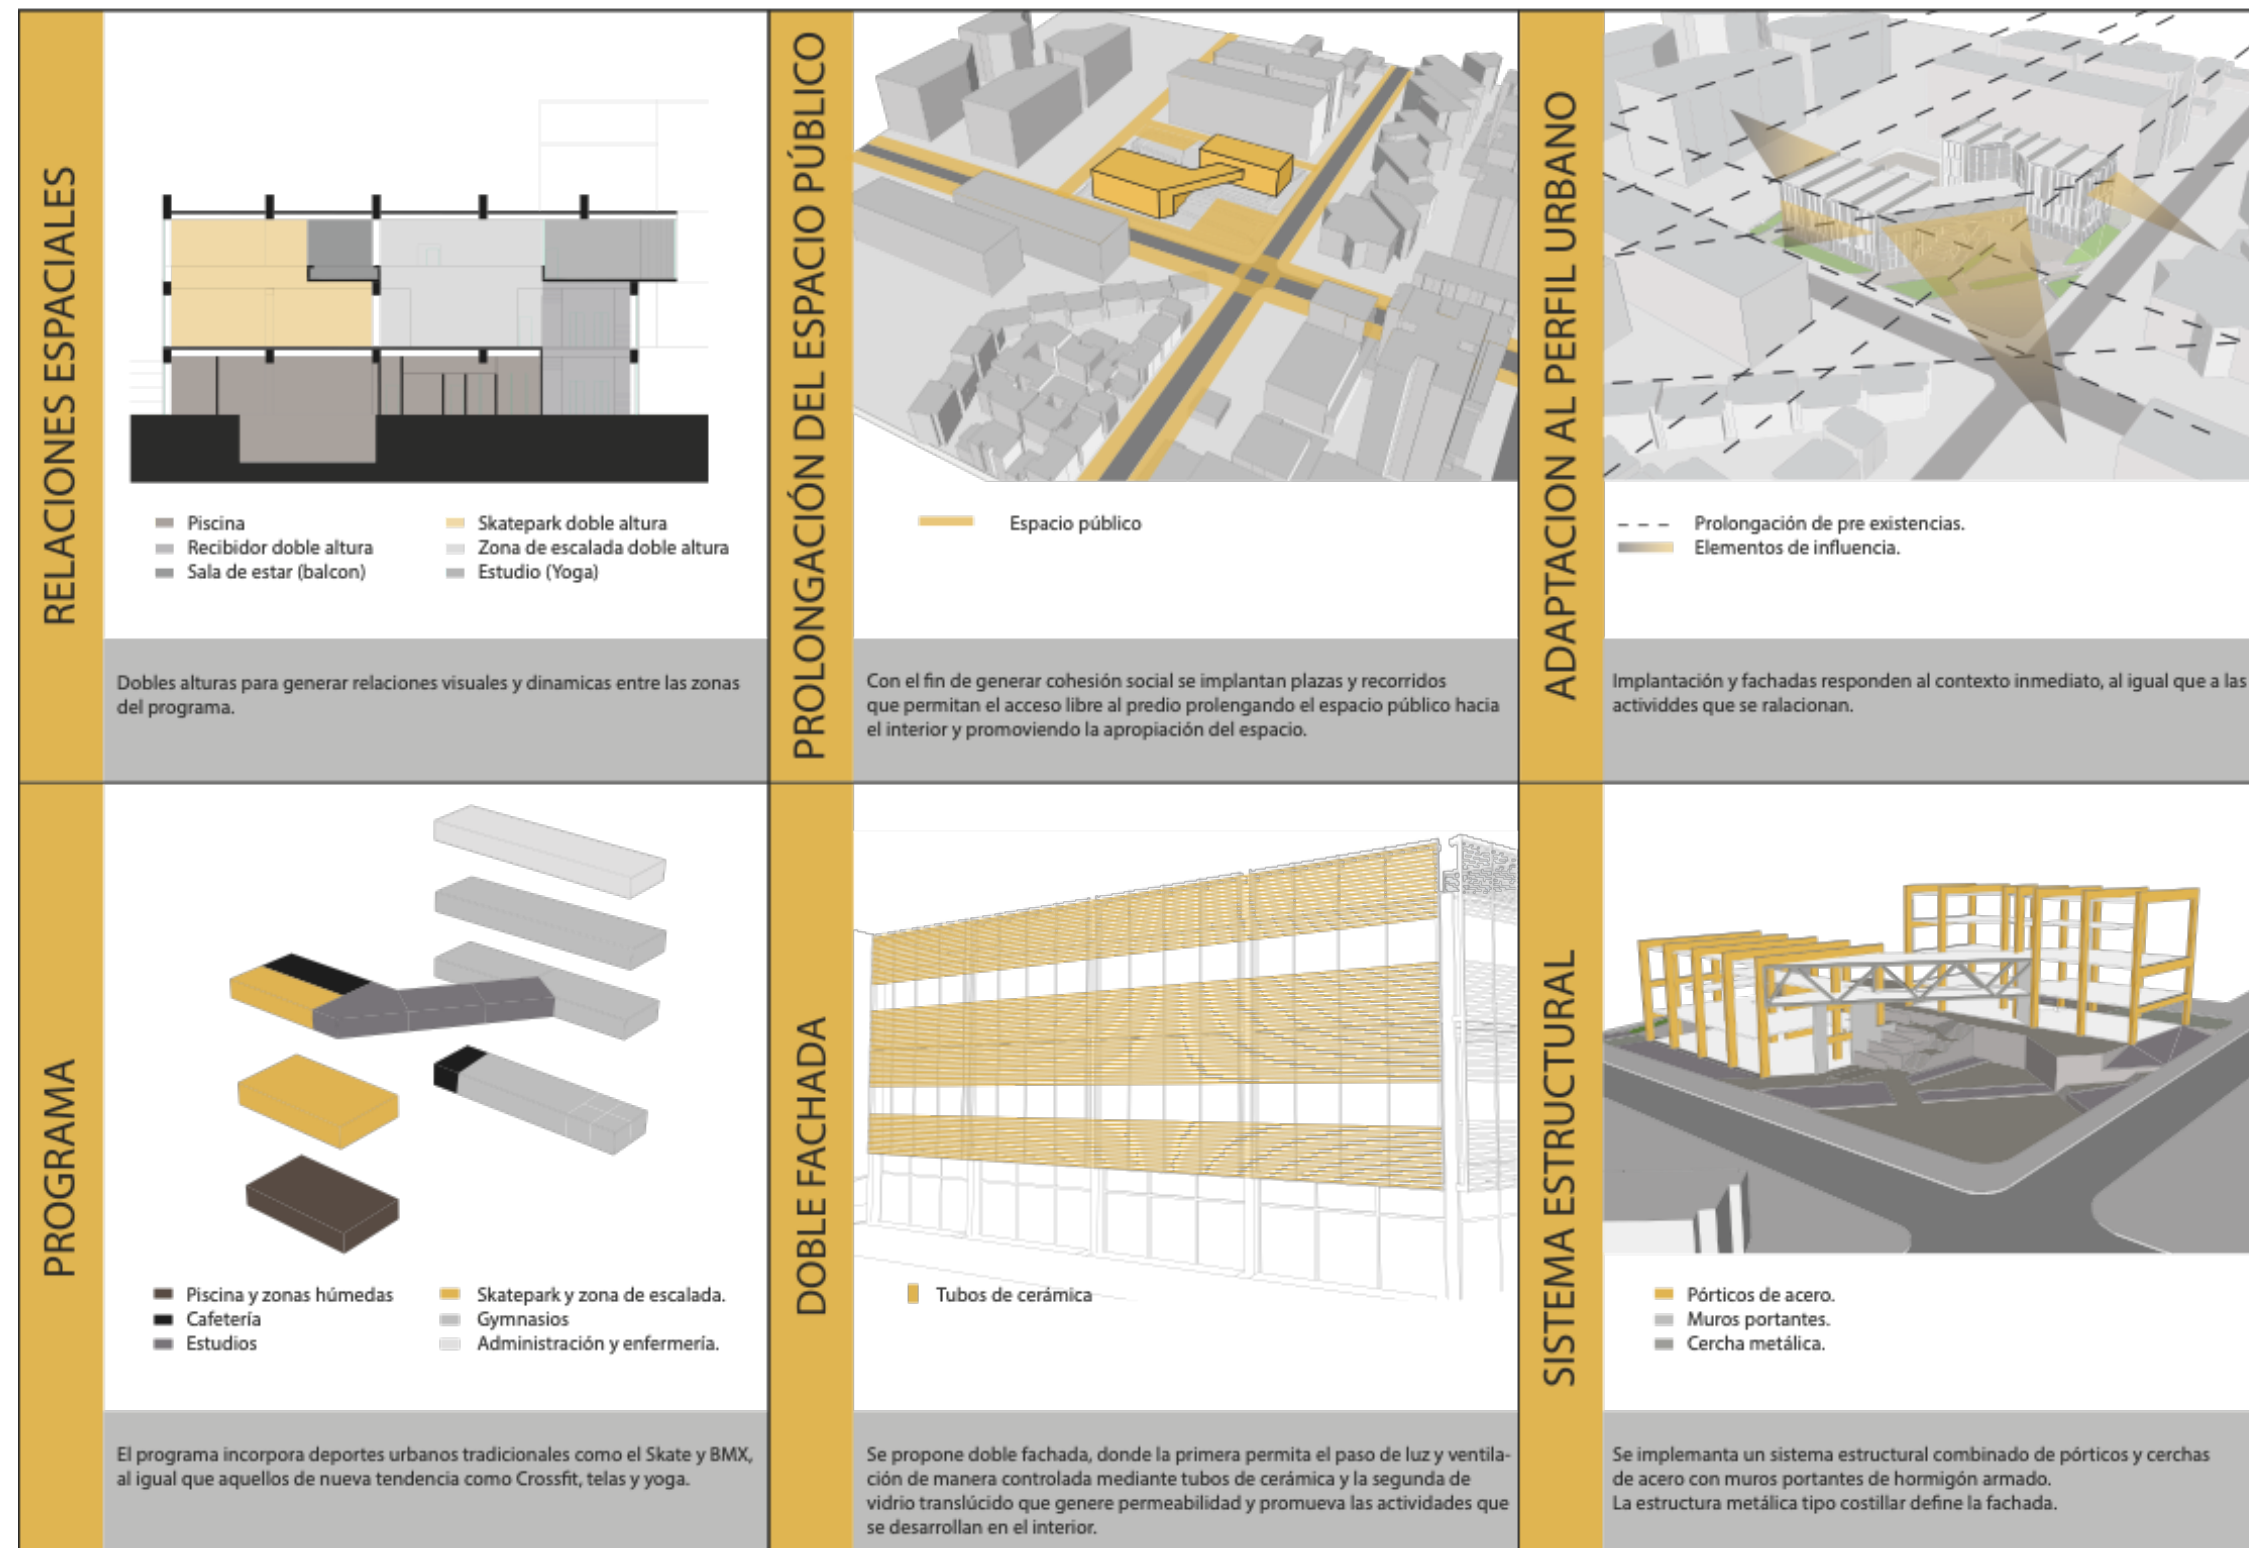 RELACIONES ESPACIALES
Piscina
Recibidor doble altura
Sala de estar (balcon)
Skatepark doble altura
Zona de escalada doble altura
Estudio (Yoga)
Dobles alturas para generar relaciones visuales y dinamicas entre las zonas
del programa.
PROLONGACIÓN DEL ESPACIO PÚBLICO
Espacio público
Con el fin de generar cohesión social se implantan plazas y recorridos
que permitan el acceso libre al predio prolengando el espacio público hacia
el interior y promoviendo la apropiación del espacio.
ADAPTACION AL PERFIL URBANO
Prolongación de pre existencias.
Elementos de influencia.
Implantación y fachadas responden al contexto inmediato, al igual que a las
actividdes que se ralacionan.
PROGRAMA
Piscina y zonas húmedas
Cafetería
Estudios
Skatepark y zona de escalada.
Gymnasios
Administración y enfermería.
El programa incorpora deportes urbanos tradicionales como el Skate y BMX,
al igual que aquellos de nueva tendencia como Crossfit, telas y yoga.
DOBLE FACHADA
Tubos de cerámica
Se propone doble fachada, donde la primera permita el paso de luz y ventila-
ción de manera controlada mediante tubos de cerámica y la segunda de
vidrio translúcido que genere permeabilidad y promueva las actividades que
se desarrollan en el interior.
SISTEMA ESTRUCTURAL
Pórticos de acero.
Muros portantes.
Cercha metálica.
Se implemanta un sistema estructural combinado de pórticos y cerchas
de acero con muros portantes de hormigón armado.
La estructura metálica tipo costillar define la fachada.